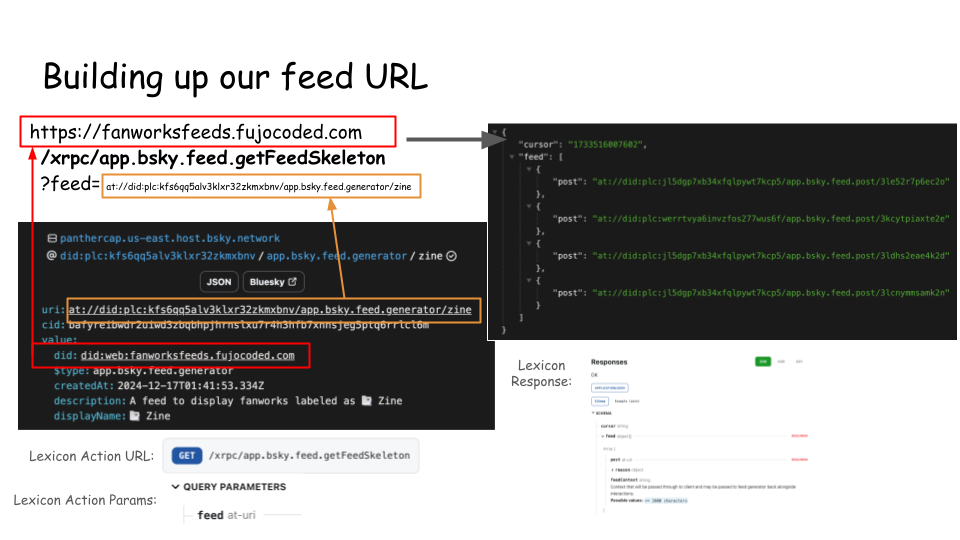 Building up our feed URL
https://fanworksfeeds.fujocoded.com
/xrpc/app.bsky.feed.getFeedSkeleton
?feed= at://did:plc:kfs6qq5alv3klxr32zkmxbnv/app.bsky.feed.generator/zine
panthercap.us-east.host.bsky.network
@ did:plc:kfs6qq5alv3klxr32zkmxbnv / app.bsky.feed.generator / zine
JSON
Bluesky
uri: at://did:plc:kfs6qq5alv3klxr32zkmxbnv/app.bsky.feed.generator/zine
cid: bafyreibwdr2uiwd3zbqbhpjhrnslxu7r4h3hfb7xnnsjeg5ptq6rrlcl6m
value:
did: did:web:fanworksfeeds.fujocoded.com
$type: app.bsky.feed.generator
createdAt: 2024-12-17T01:41:53.334Z
description: A feed to display fanworks labeled as Zine
displayName: Zine
Lexicon Action URL:
GET /xrpc/app.bsky.feed.getFeedSkeleton
Lexicon Action Params:
QUERY PARAMETERS
feed at-uri
{
"cursor": "1733516007602",
"feed": [
{
"post": "at://did:plc:jl5dgp7xb34xfqlpywt7kcp5/app.bsky.feed.post/3le52r7p6ec2o"
},
{
"post": "at://did:plc:werrtvya6invzfos277wus6f/app.bsky.feed.post/3kcytpiaxte2e"
},
{
"post": "at://did:plc:jl5dgp7xb34xfqlpywt7kcp5/app.bsky.feed.post/3ldhs2eae4k2d"
},
{
"post": "at://did:plc:jl5dgp7xb34xfqlpywt7kcp5/app.bsky.feed.post/3lcnymmsamk2n"
}
]
}
Lexicon
Response:
Responses
OK
APPLICATION/JSON
Schema
SCHEMA
cursor string
feed object[]
REQUIRED
post at-uri
REQUIRED
reason object
feedContext string
Context that will be passed through to client and may be passed to feed generator back alongside
interactions.
Possible values: <= 2000 characters
]